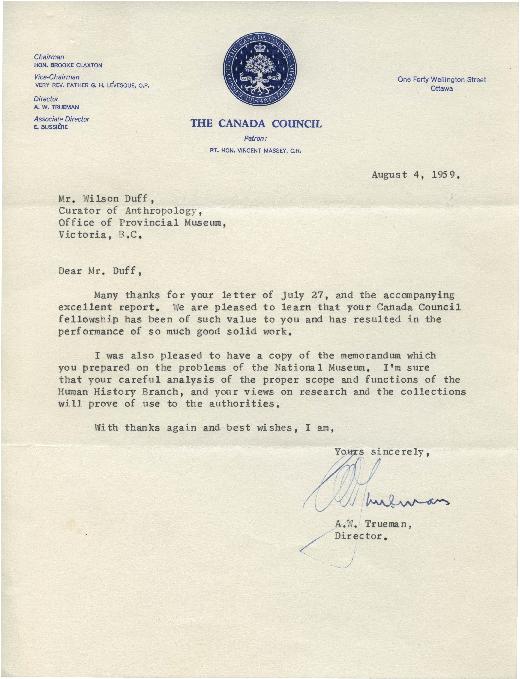 Chairman
HON. BROOKE CLAXTON
Vice-Chairman
VERY REV. FATHER G. H. LÉVESQUE, O.P.
Director
A. W. TRUEMAN
Associate Director
E. BUSSIÈRE
One Forty Wellington Street
Ottawa
THE CANADA COUNCIL
Patron:
RT. HON. VINCENT MASSEY, C.H.
August 4, 1959.
Mr. Wilson Duff,
Curator of Anthropology,
Office of Provincial Museum,
Victoria, B.C.
Dear Mr. Duff,
Many thanks for your letter of July 27, and the accompanying
excellent report. We are pleased to learn that your Canada Council
fellowship has been of such value to you and has resulted in the
performance of so much good solid work.
I was also pleased to have a copy of the memorandum which
you prepared on the problems of the National Museum. I'm sure
that your careful analysis of the proper scope and functions of the
Human History Branch, and your views on research and the collections
will prove of use to the authorities.
With thanks again and best wishes, I am,
Yours sincerely,
A.W. Trueman,
Director.